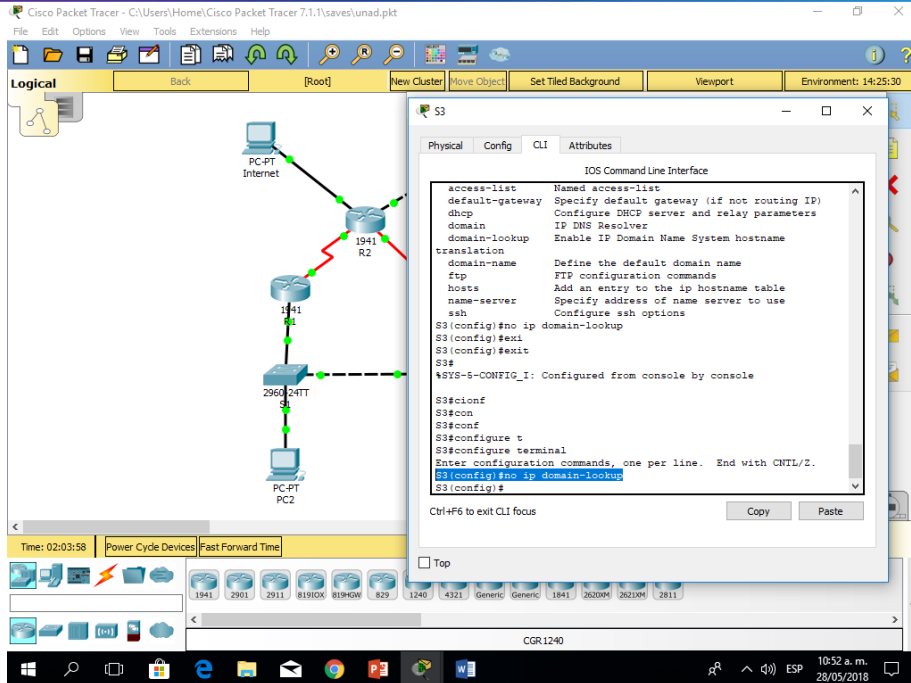 Cisco Packet Tracer - C:\Users\Home\Cisco Packet Tracer 7.1.1\saves\unad.pkt
File Edit Options View Tools Extensions Help
Logical Back [Root] New Cluster Move Object Set Tiled Background Viewport Environment: 14:25:30
PC-PT
Internet
1941
R2
1941
2960-24TT
S1
PC-PT
PC2
S3
Physical Config CLI Attributes
IOS Command Line Interface
access-list Named access-list
default-gateway Specify default gateway (if not routing IP)
dhcp Configure DHCP server and relay parameters
domain IP DNS Resolver
domain-lookup Enable IP Domain Name System hostname
translation
domain-name Define the default domain name
ftp FTP configuration commands
hosts Add an entry to the ip hostname table
name-server Specify address of name server to use
ssh Configure ssh options
S3(config)#no ip domain-lookup
S3(config)#exi
S3(config)#exit
S3#
%SYS-5-CONFIG_I: Configured from console by console
S3#cionf
S3#con
S3#conf
S3#configure t
S3#configure terminal
Enter configuration commands, one per line. End with CNTL/Z.
S3(config)#no ip domain-lookup
S3(config)#
Ctrl+F6 to exit CLI focus Copy Paste
Top
Time: 02:03:58 Power Cycle Devices Fast Forward Time
1941 2901 2911 819IOX 819HGW 829 1240 4321 Generic Generic 1841 2620XM 2621XM 2811
CGR1240
ESP
10:52 a. m.
28/05/2018